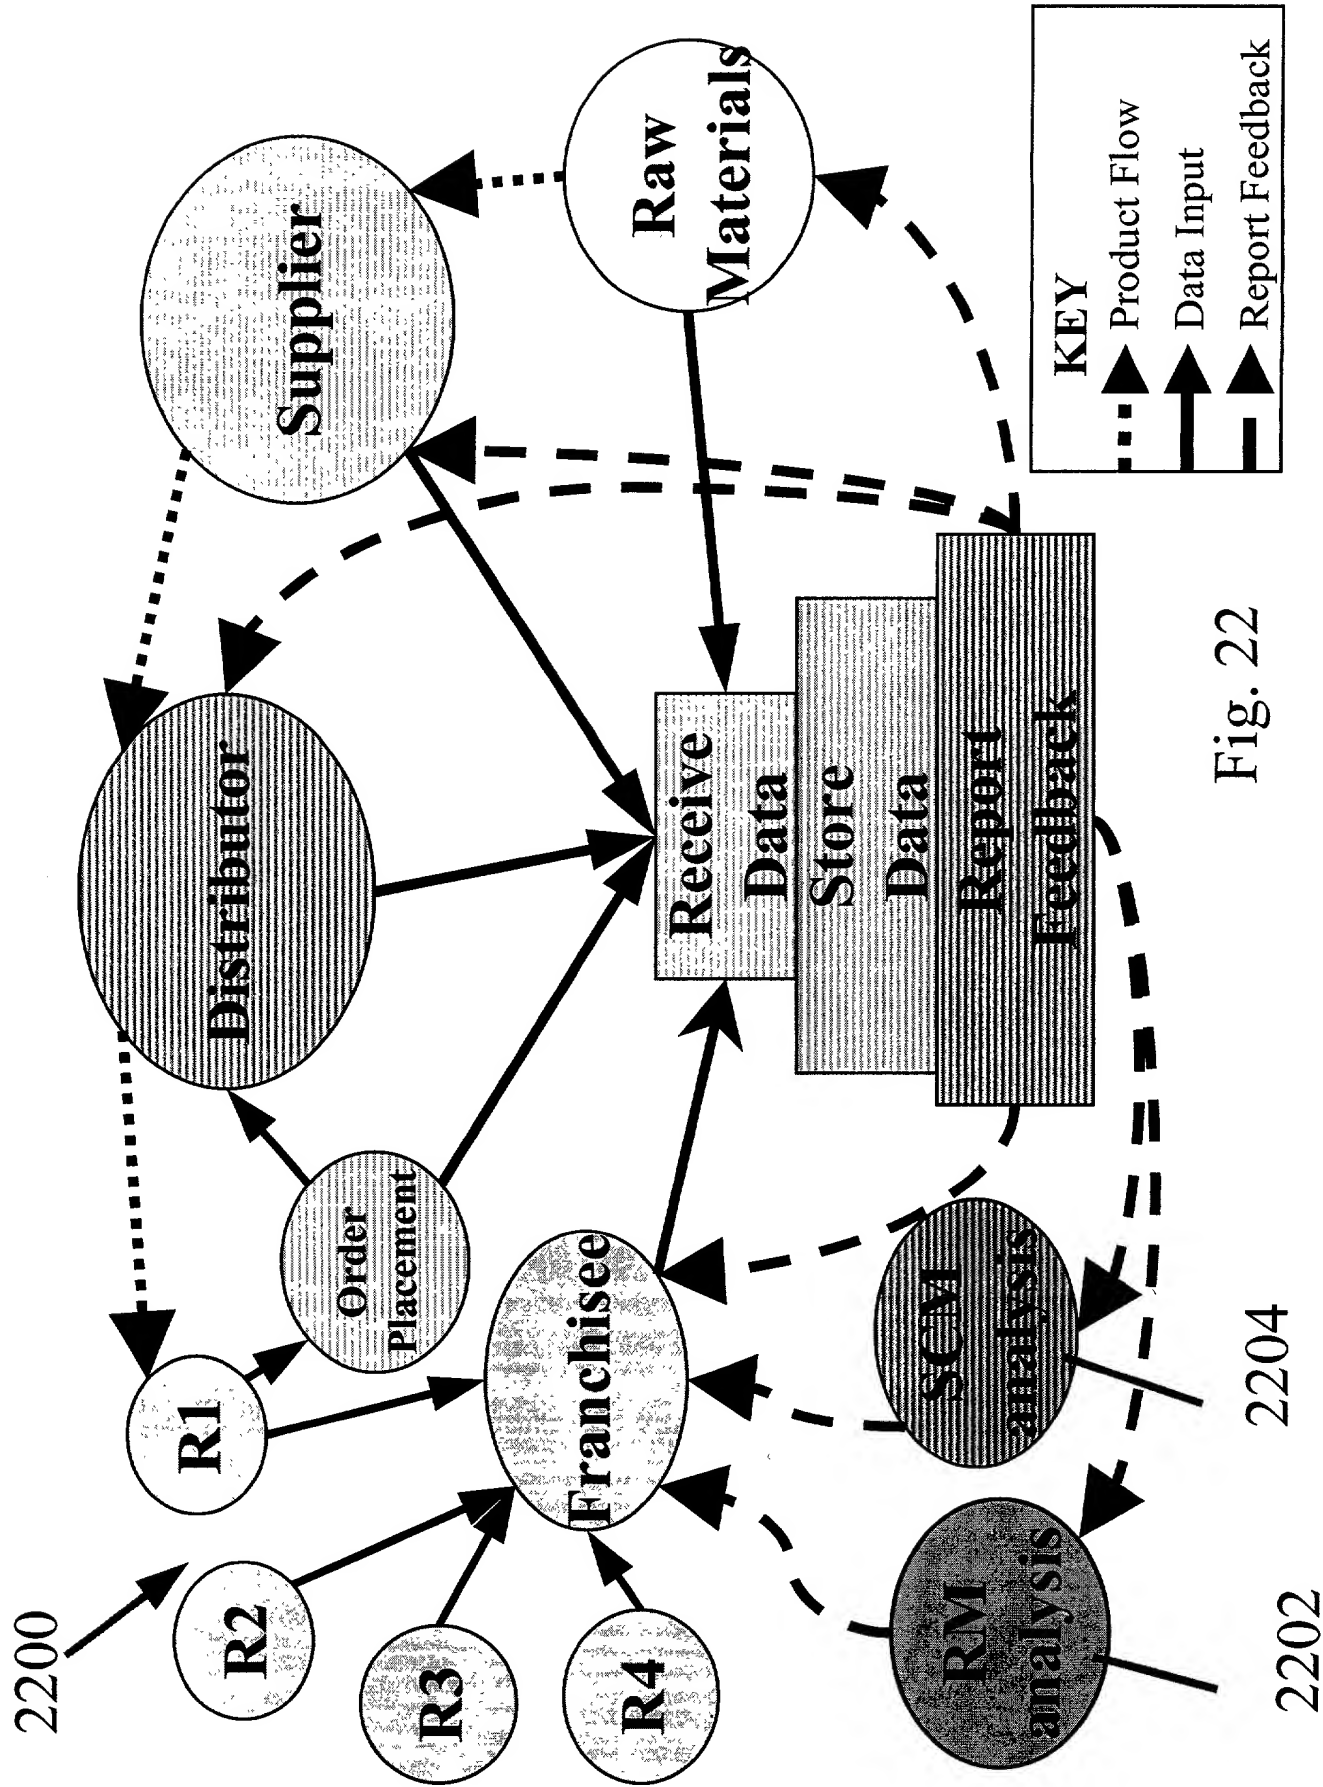 2200
R1
R2
R3
R4
Order
Placement
Distributor
Supplier
Franchisee
Raw
Materials
Receive
Data
Store
Data
Report
Feedback
SCM
analysis
RM
analysis
2204
2202
KEY
Product Flow
Data Input
Report Feedback
Fig. 22